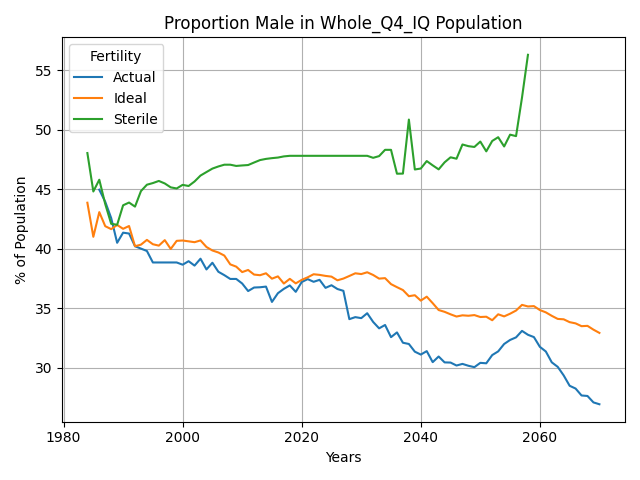 Proportion Male in Whole_Q4_IQ Population
% of Population
55
50
45
40
35
30
Fertility
Actual
Ideal
Sterile
1980
2000
2020
2040
2060
Years